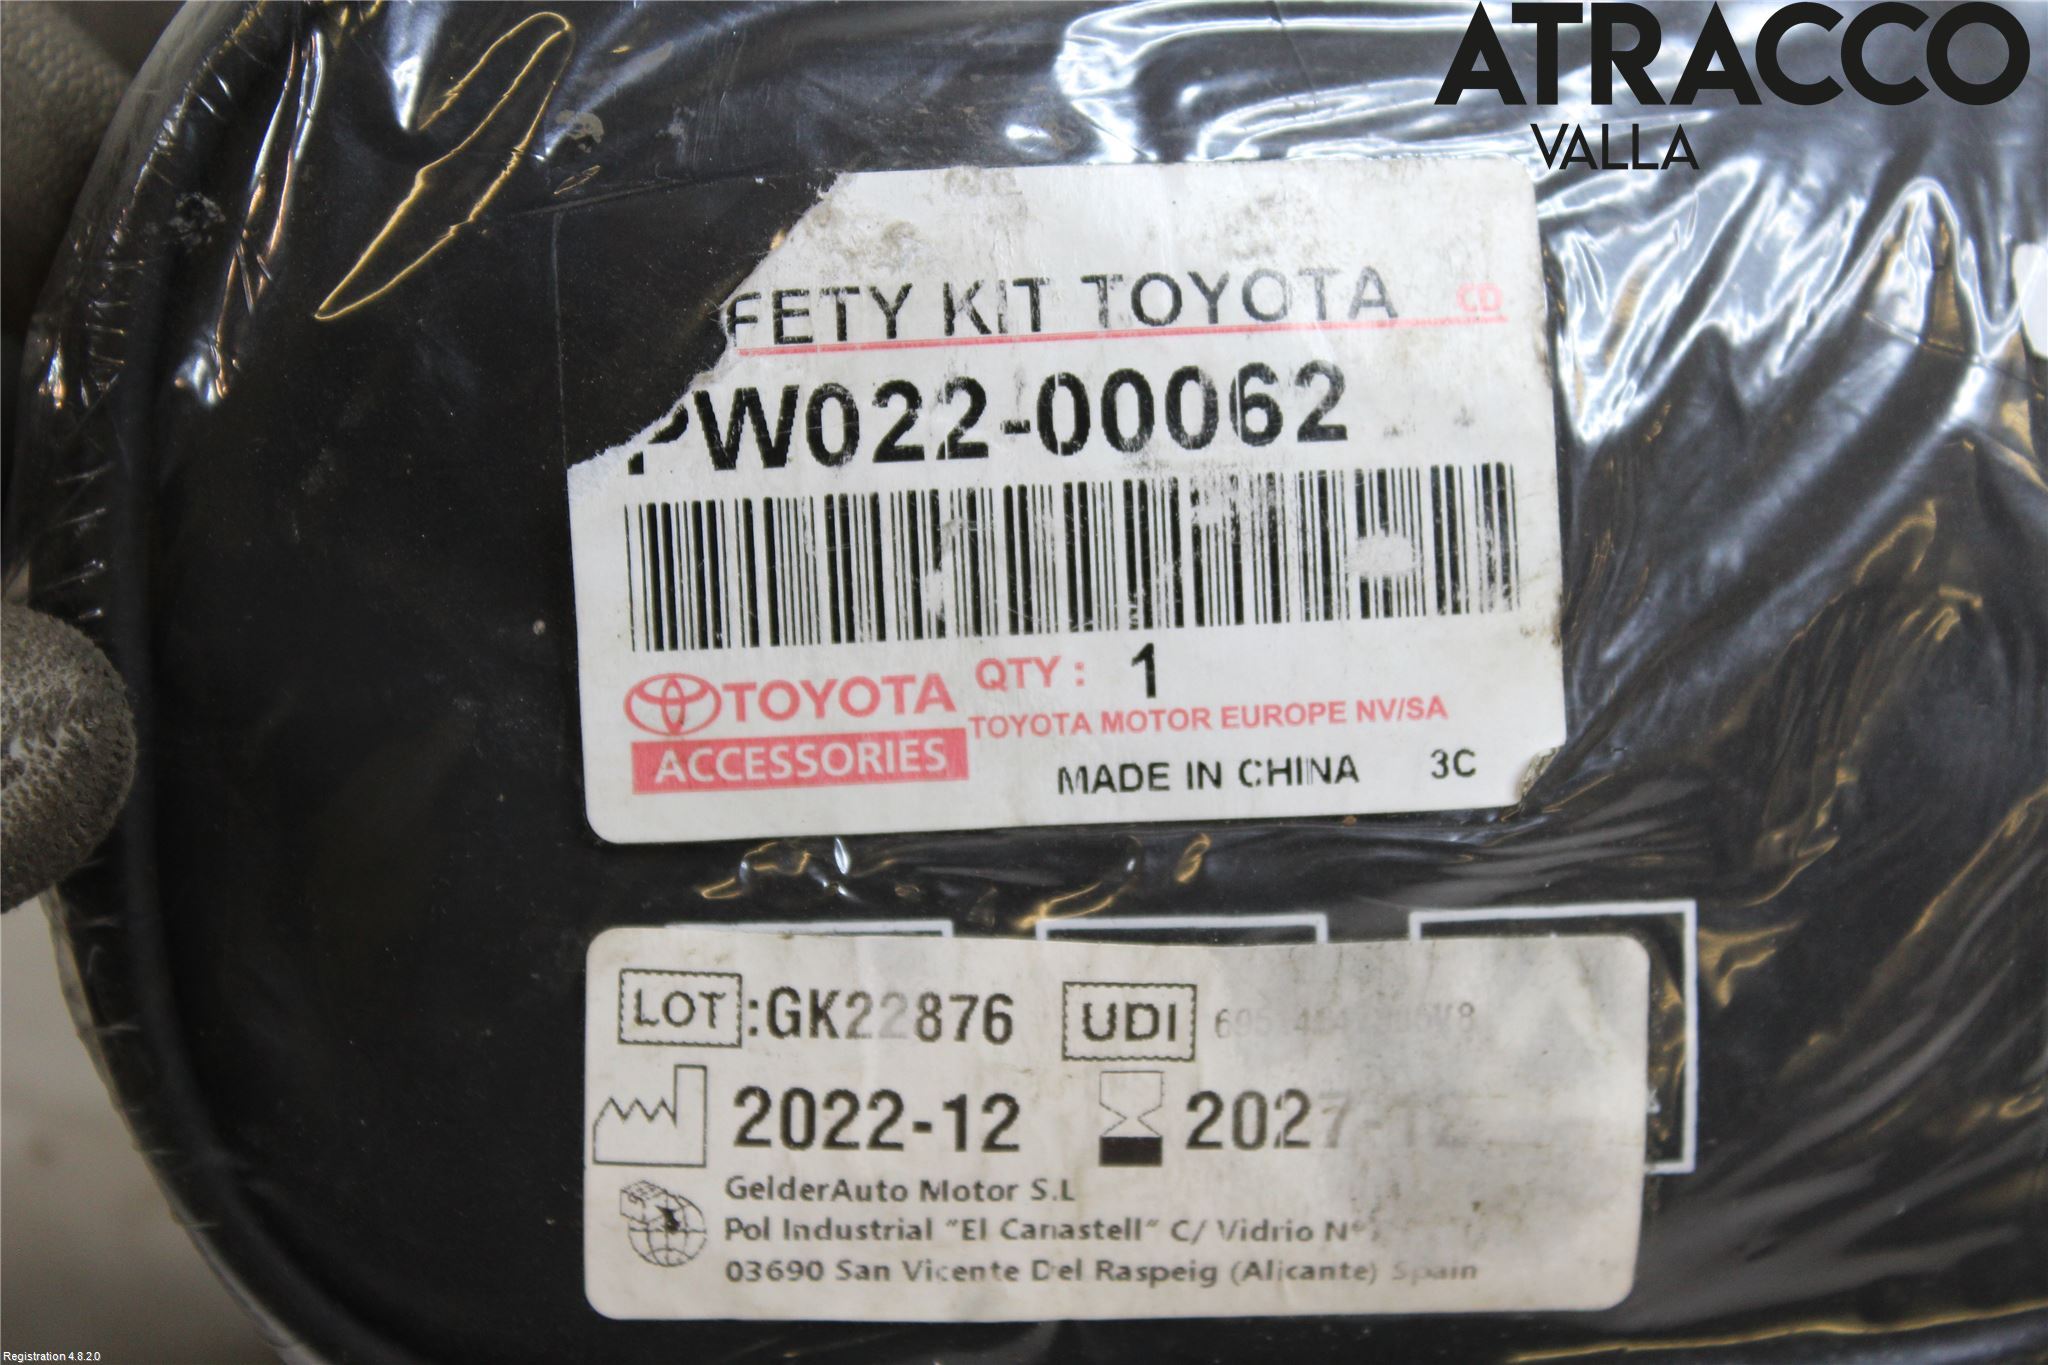 ATRACCO
VALLA
FETY KIT TOYOTA CD
PW022-00062
TOYOTA QTY : 1
ACCESSORIES TOYOTA MOTOR EUROPE NV/SA
MADE IN CHINA 3C
LOT :GK22876 UDI
2022-12 2027-12
GelderAuto Motor S.L
Pol Industrial "El Canastell" C/ Vidrio Nº
03690 San Vicente Del Raspeig (Alicante) Spain
Registration 4.8.2.0